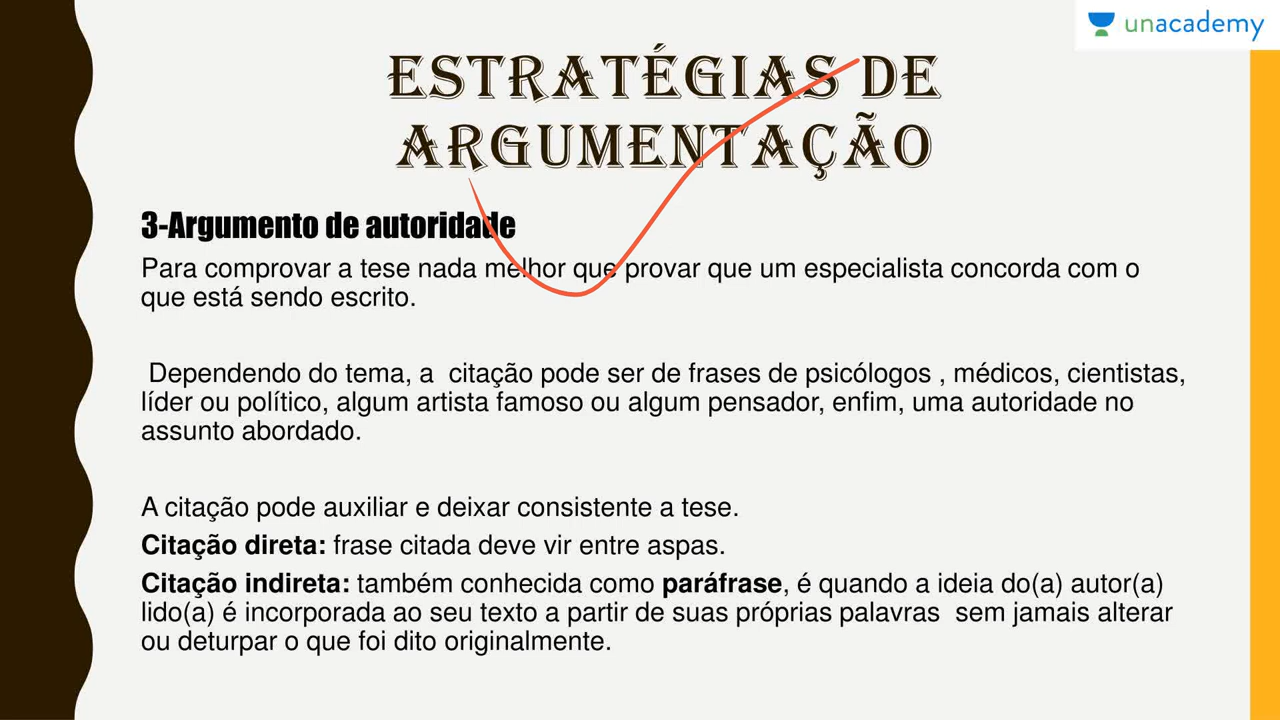 unacademy
ESTRATÉGIAS DE
ARGUMENTAÇÃO
3-Argumento de autoridade
Para comprovar a tese nada melhor que provar que um especialista concorda com o
que está sendo escrito.
Dependendo do tema, a citação pode ser de frases de psicólogos , médicos, cientistas,
líder ou político, algum artista famoso ou algum pensador, enfim, uma autoridade no
assunto abordado.
A citação pode auxiliar e deixar consistente a tese.
Citação direta: frase citada deve vir entre aspas.
Citação indireta: também conhecida como paráfrase, é quando a ideia do(a) autor(a)
lido(a) é incorporada ao seu texto a partir de suas próprias palavras sem jamais alterar
ou deturpar o que foi dito originalmente.